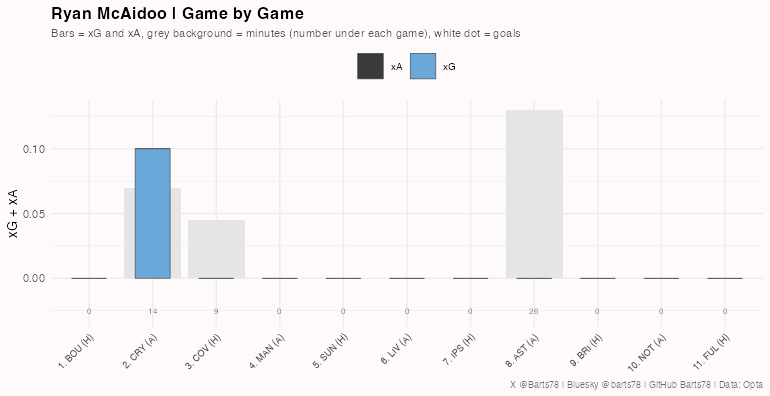 Ryan McAidoo | Game by Game
Bars = xG and xA, grey background = minutes (number under each game), white dot = goals
xA xG
xG + xA
0.10
0.05
0.00
0 14 9 0 0 0 0 26 0 0 0
1. BOU (H) 2. CRY (A) 3. COV (H) 4. MAN (A) 5. SUN (H) 6. LIV (A) 7. IPS (H) 8. AST (A) 9. BRI (H) 10. NOT (A) 11. FUL (H)
X @Barts78 | Bluesky @barts78 | GitHub Barts78 | Data: Opta